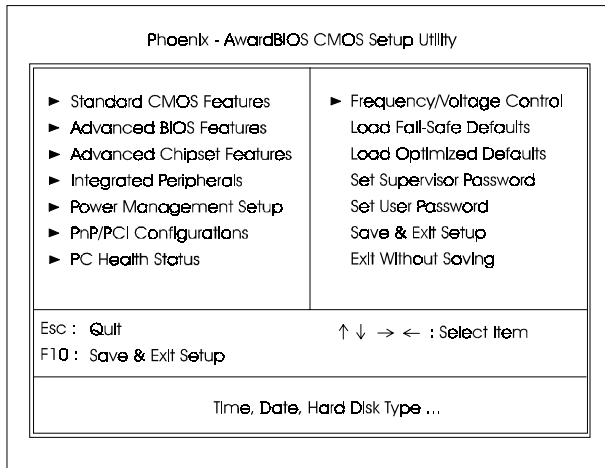 Phoenix - AwardBIOS CMOS Setup Utility
► Standard CMOS Features
► Advanced BIOS Features
► Advanced Chipset Features
► Integrated Peripherals
► Power Management Setup
► PnP/PCI Configurations
► PC Health Status
► Frequency/Voltage Control
Load Fail-Safe Defaults
Load Optimized Defaults
Set Supervisor Password
Set User Password
Save & Exit Setup
Exit Without Saving
Esc : Quit
F10 : Save & Exit Setup
↑ ↓ → ← : Select Item
Time, Date, Hard Disk Type ...